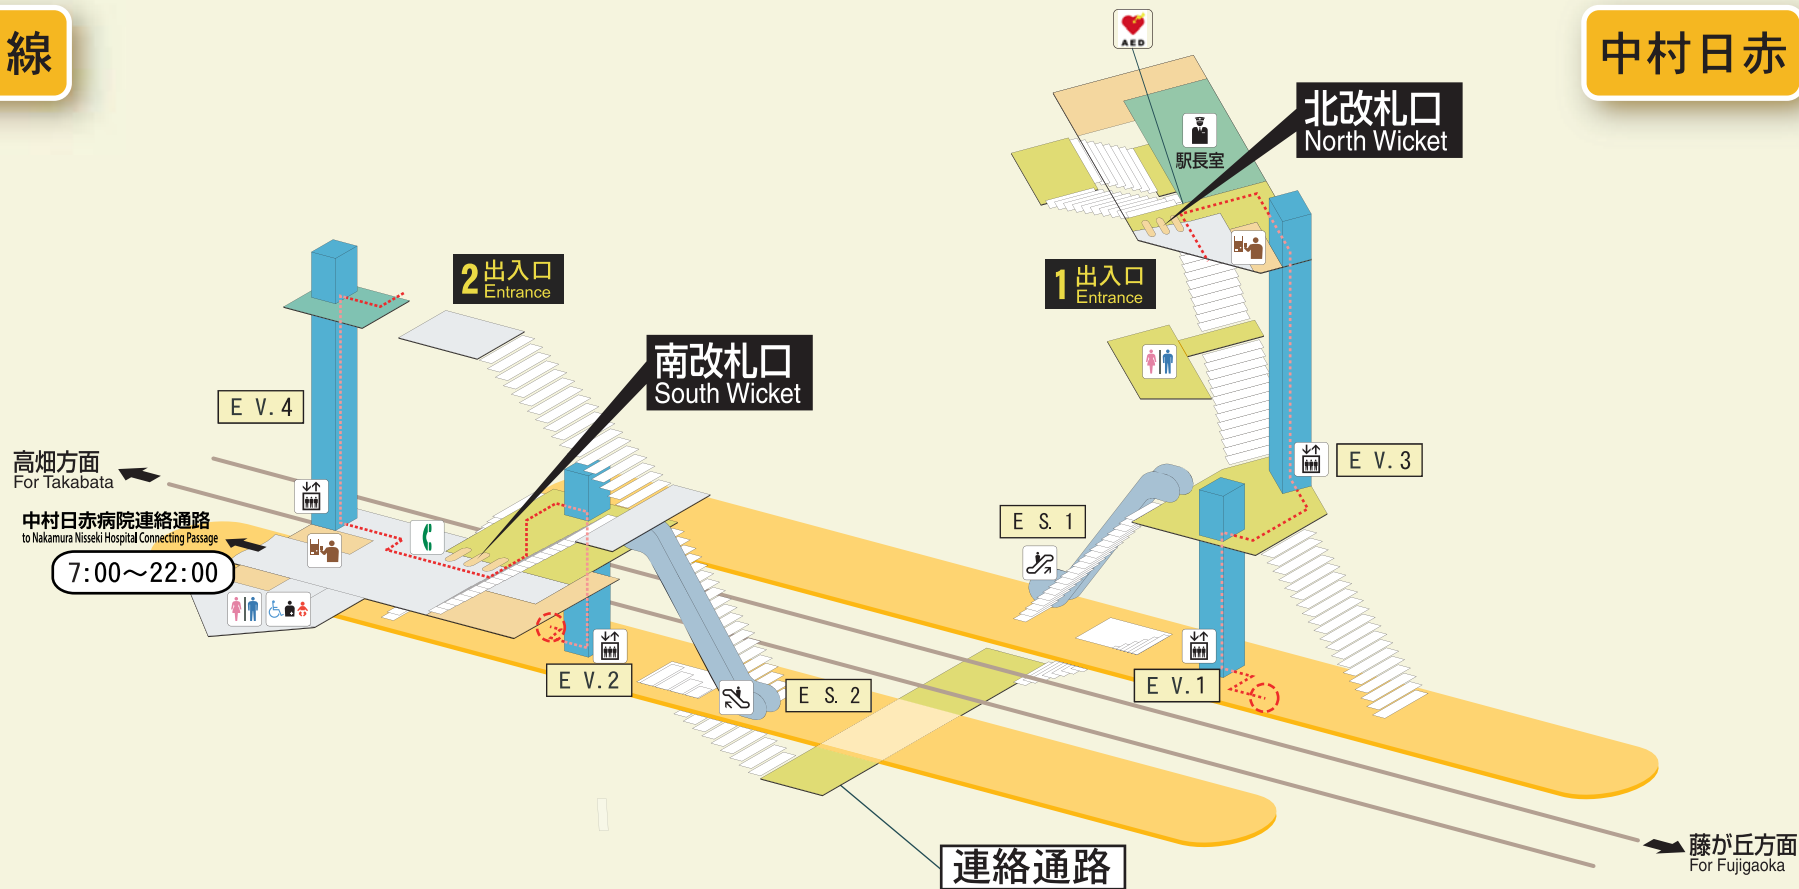 線
中村日赤
AED
北改札口
North Wicket
駅長室
2 出入口
Entrance
1 出入口
Entrance
南改札口
South Wicket
E V. 4
高畑方面
For Takabata
E V. 3
中村日赤病院連絡通路
to Nakamura Nisseki Hospital Connecting Passage
7:00～22:00
E S. 1
E V. 2
E S. 2
E V. 1
連絡通路
藤が丘方面
For Fujigaoka